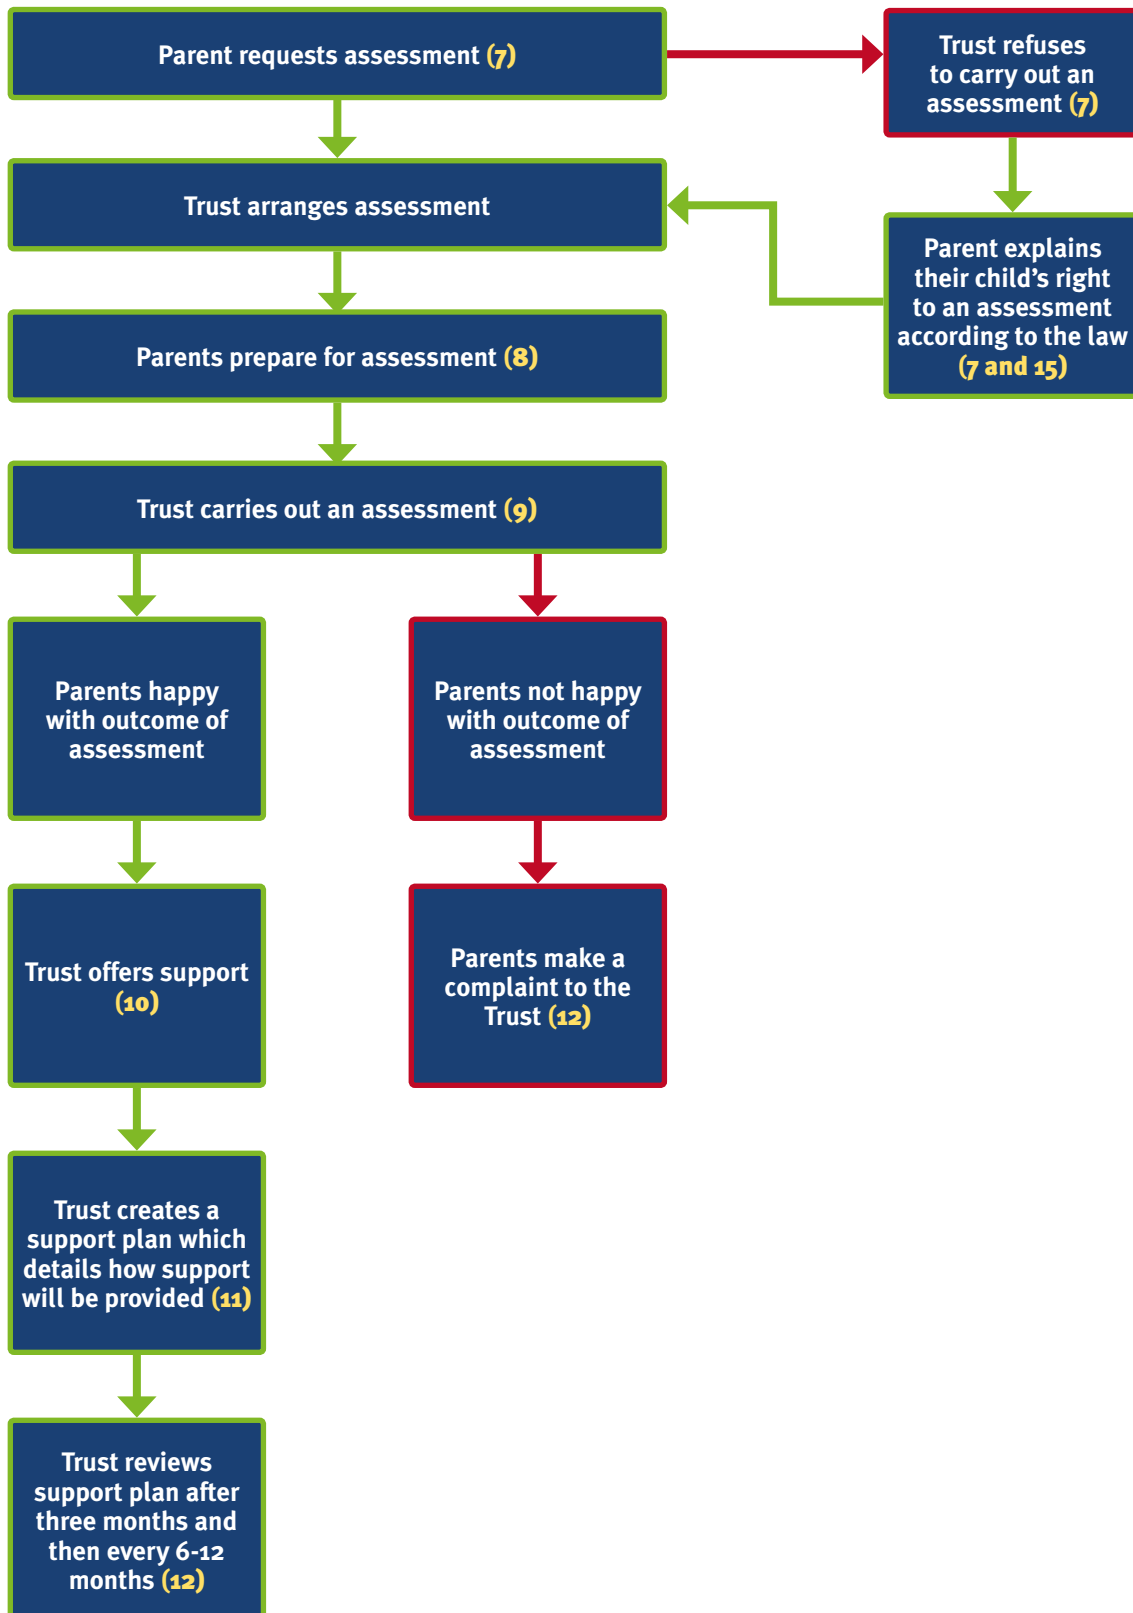 Parent requests assessment (7)
Trust refuses
to carry out an
assessment (7)
Trust arranges assessment
Parent explains
their child's right
to an assessment
according to the law
(7 and 15)
Parents prepare for assessment (8)
Trust carries out an assessment (9)
Parents happy
with outcome of
assessment
Parents not happy
with outcome of
assessment
Trust offers support
(10)
Parents make a
complaint to the
Trust (12)
Trust creates a
support plan which
details how support
will be provided (11)
Trust reviews
support plan after
three months and
then every 6-12
months (12)